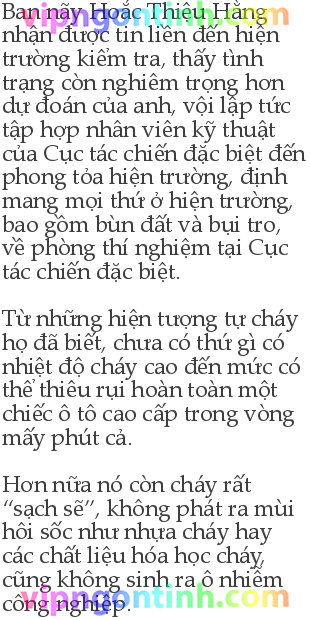 Ban nãy Hoắc Thiệu Hằng
vipngontinh.com
nhận được tin liền đến hiện
trường kiểm tra, thấy tình
trạng còn nghiêm trọng hơn
dự đoán của anh, vội lập tức
tập hợp nhân viên kỹ thuật
của Cục tác chiến đặc biệt đến
phong tỏa hiện trường, định
mang mọi thứ ở hiện trường,
bao gồm bùn đất và bụi tro,
về phòng thí nghiệm tại Cục
tác chiến đặc biệt.
Từ những hiện tượng tự cháy
họ đã biết, chưa có thứ gì có
nhiệt độ cháy cao đến mức có
thể thiêu rụi hoàn toàn một
chiếc ô tô cao cấp trong vòng
mấy phút cả.
Hơn nữa nó còn cháy rất
“sạch sẽ”, không phát ra mùi
hôi sốc như nhựa cháy hay
các chất liệu hóa học cháy,
cũng không sinh ra ô nhiễm
công nghiệp.
vipngontinh.com